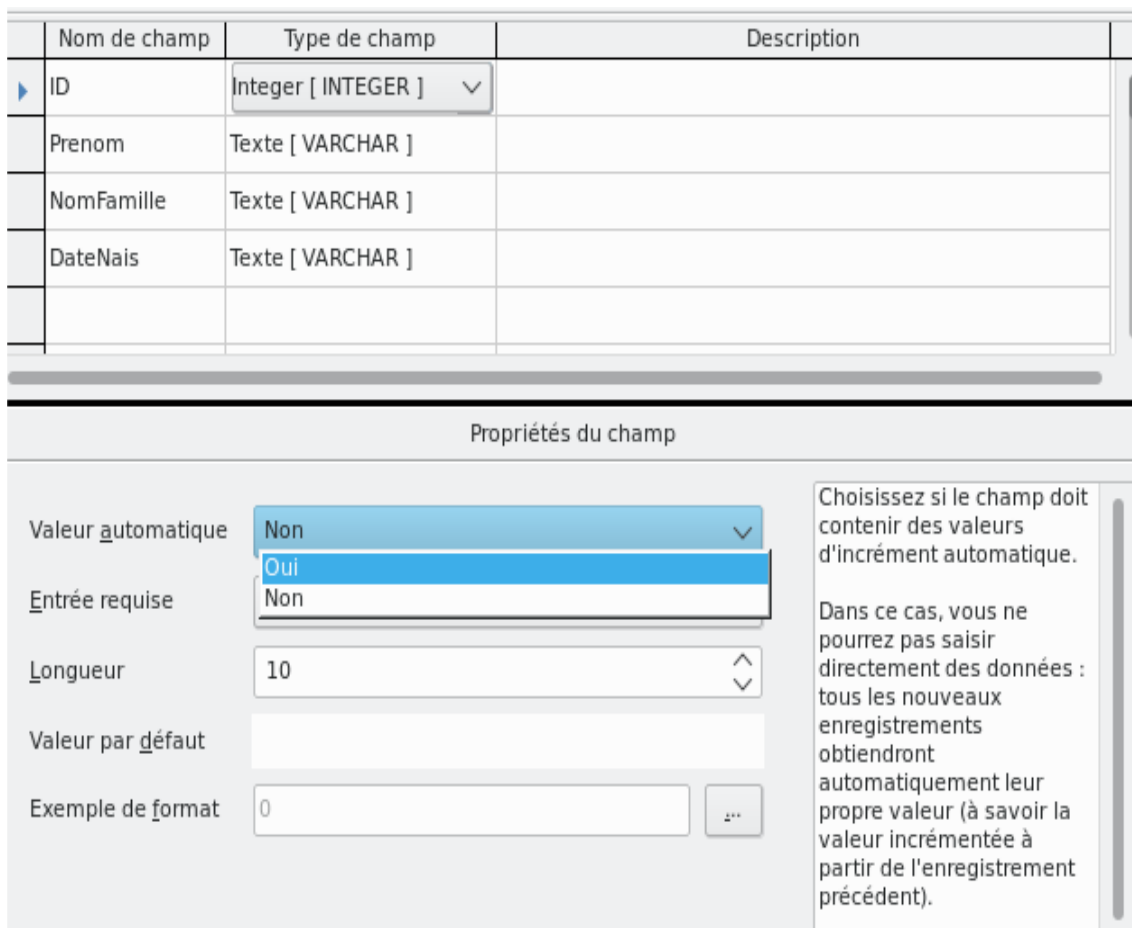 Nom de champ Type de champ Description
ID Integer [ INTEGER ]
Prenom Texte [ VARCHAR ]
NomFamille Texte [ VARCHAR ]
DateNais Texte [ VARCHAR ]
Propriétés du champ
Valeur automatique Non
Oui
Non
Entrée requise
Longueur 10
Valeur par défaut
Exemple de format 0 ...
Choisissez si le champ doit
contenir des valeurs
d'incrément automatique.
Dans ce cas, vous ne
pourrez pas saisir
directement des données :
tous les nouveaux
enregistrements
obtiendront
automatiquement leur
propre valeur (à savoir la
valeur incrémentée à
partir de l'enregistrement
précédent).